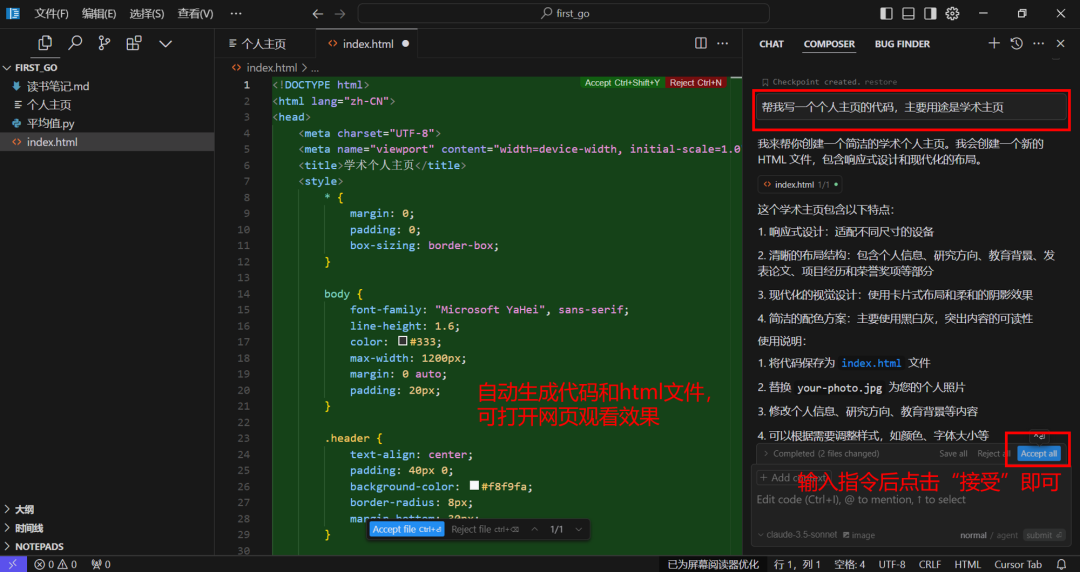 文件(F) 编辑(E) 选择(S) 查看(V) ··· first_go
FIRST_GO
读书笔记.md
个人主页
平均值.py
index.html
大纲
时间线
NOTEPADS
个人主页 index.html
index.html > ...
Accept Ctrl+Shift+Y Reject Ctrl+N
1 <!DOCTYPE html>
2 <html lang="zh-CN">
3 <head>
4 <meta charset="UTF-8">
5 <meta name="viewport" content="width=device-width, initial-scale=1.0
6 <title>学术个人主页</title>
7 <style>
8 * {
9 margin: 0;
10 padding: 0;
11 box-sizing: border-box;
12 }
13
14 body {
15 font-family: "Microsoft YaHei", sans-serif;
16 line-height: 1.6;
17 color: #333;
18 max-width: 1200px;
19 margin: 0 auto;
20 padding: 20px;
21 }
22
23 .header {
24 text-align: center;
25 padding: 40px 0;
26 background-color: #f8f9fa;
27 border-radius: 8px;
28 margin-bottom: 30px;
29 }
30
自动生成代码和html文件，
可打开网页观看效果
Accept file Ctrl+⏎ Reject file ctrl+⌫ 1/1
CHAT COMPOSER BUG FINDER
Checkpoint created. restore
帮我写一个个人主页的代码，主要用途是学术主页
我来帮你创建一个简洁的学术个人主页。我会创建一个新的
HTML 文件，包含响应式设计和现代化的布局。
index.html 1/1
这个学术主页包含以下特点：
1. 响应式设计：适配不同尺寸的设备
2. 清晰的布局结构：包含个人信息、研究方向、教育背景、发
表论文、项目经历和荣誉奖项等部分
3. 现代化的视觉设计：使用卡片式布局和柔和的阴影效果
4. 简洁的配色方案：主要使用黑白灰，突出内容的可读性
使用说明：
1. 将代码保存为 index.html 文件
2. 替换 your-photo.jpg 为您的个人照片
3. 修改个人信息、研究方向、教育背景等内容
4. 可以根据需要调整样式，如颜色、字体大小等
Completed (2 files changed) Save all Reject all Accept all
+ Add context
输入指令后点击“接受”即可
Edit code (Ctrl+I), @ to mention, ↑ to select
claude-3.5-sonnet image normal / agent submit
0 0 0 已为屏幕阅读器优化 行 1，列 1 空格: 4 UTF-8 CRLF HTML Cursor Tab